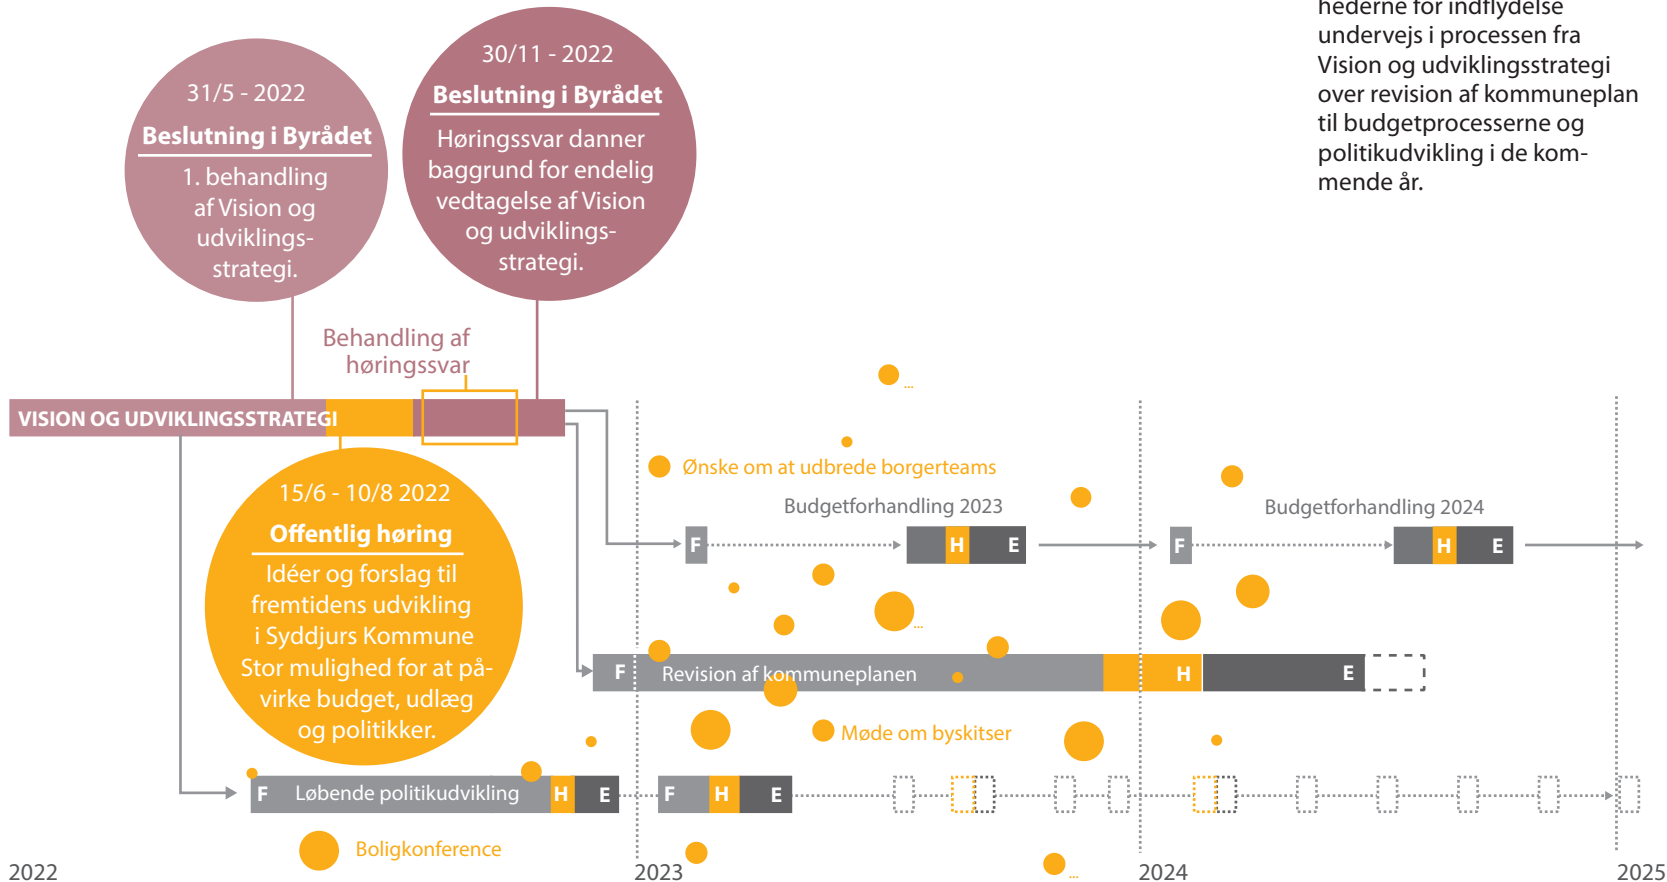 hederne for indflydelse
undervejs i processen fra
Vision og udviklingsstrategi
over revision af kommuneplan
til budgetprocesserne og
politikudvikling i de kom-
mende år.
31/5 - 2022
Beslutning i Byrådet
1. behandling
af Vision og
udviklings-
strategi.
30/11 - 2022
Beslutning i Byrådet
Høringssvar danner
baggrund for endelig
vedtagelse af Vision
og udviklings-
strategi.
Behandling af
høringssvar
VISION OG UDVIKLINGSSTRATEGI
15/6 - 10/8 2022
Offentlig høring
Idéer og forslag til
fremtidens udvikling
i Syddjurs Kommune
Stor mulighed for at på-
virke budget, udlæg
og politikker.
...
Ønske om at udbrede borgerteams
Budgetforhandling 2023
Budgetforhandling 2024
F H E F H E
...
F Revision af kommuneplanen H E
Møde om byskitser
F Løbende politikudvikling H E F H E
Boligkonference
...
2022 2023 2024 2025